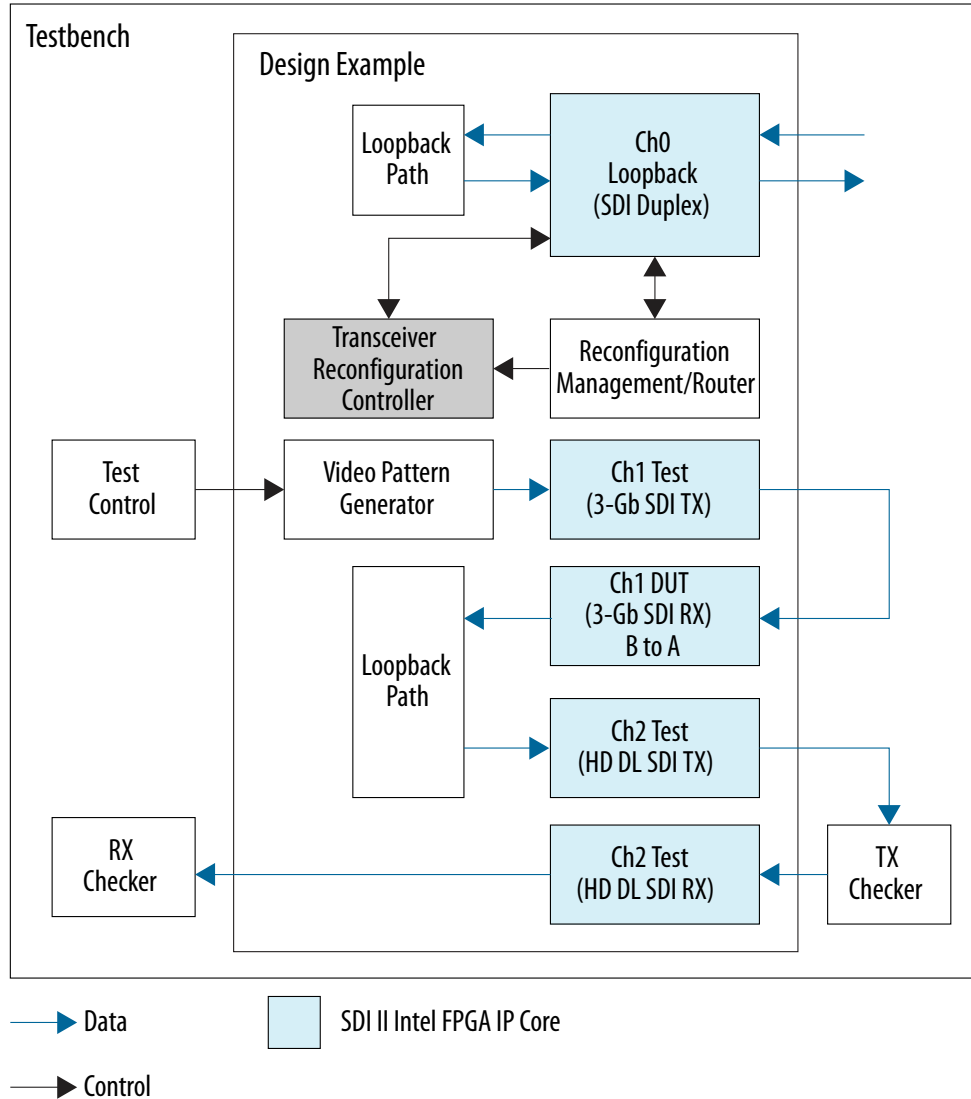 Testbench
Design Example
Loopback
Path
Ch0
Loopback
(SDI Duplex)
Transceiver
Reconfiguration
Controller
Reconfiguration
Management/Router
Test
Control
Video Pattern
Generator
Ch1 Test
(3-Gb SDI TX)
Ch1 DUT
(3-Gb SDI RX)
B to A
Loopback
Path
Ch2 Test
(HD DL SDI TX)
RX
Checker
Ch2 Test
(HD DL SDI RX)
TX
Checker
Data
SDI II Intel FPGA IP Core
Control